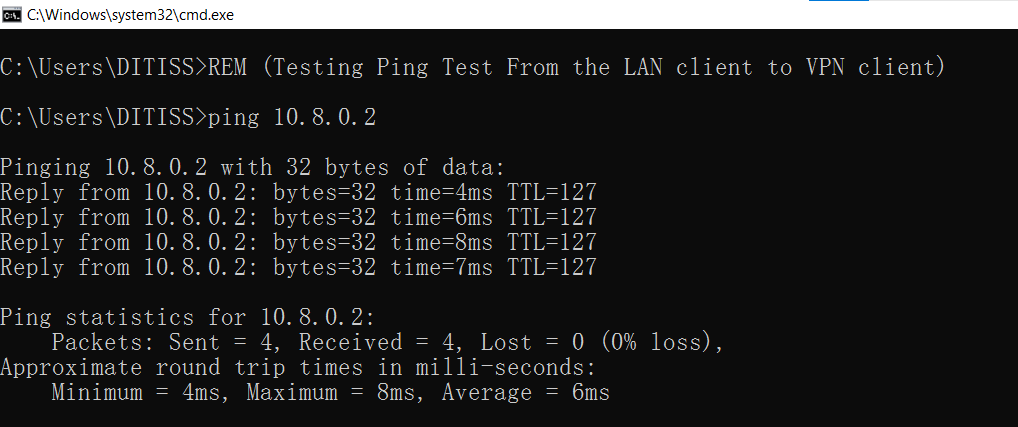 C:\Windows\system32\cmd.exe
C:\Users\DITISS>REM (Testing Ping Test From the LAN client to VPN client)
C:\Users\DITISS>ping 10.8.0.2
Pinging 10.8.0.2 with 32 bytes of data:
Reply from 10.8.0.2: bytes=32 time=4ms TTL=127
Reply from 10.8.0.2: bytes=32 time=6ms TTL=127
Reply from 10.8.0.2: bytes=32 time=8ms TTL=127
Reply from 10.8.0.2: bytes=32 time=7ms TTL=127
Ping statistics for 10.8.0.2:
    Packets: Sent = 4, Received = 4, Lost = 0 (0% loss),
Approximate round trip times in milli-seconds:
    Minimum = 4ms, Maximum = 8ms, Average = 6ms